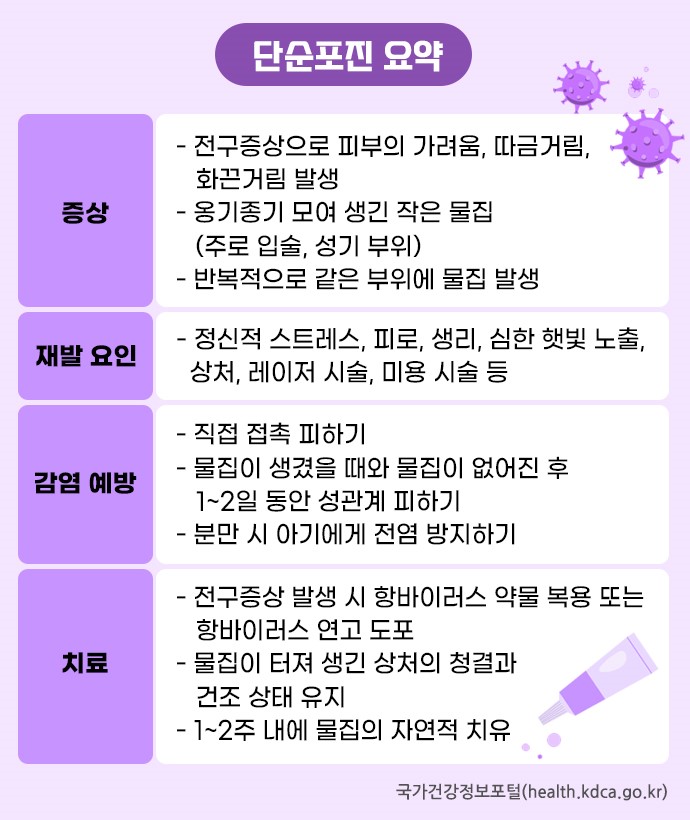 단순포진 요약
증상
- 전구증상으로 피부의 가려움, 따금거림,
화끈거림 발생
- 옹기종기 모여 생긴 작은 물집
(주로 입술, 성기 부위)
- 반복적으로 같은 부위에 물집 발생
재발 요인
- 정신적 스트레스, 피로, 생리, 심한 햇빛 노출,
상처, 레이저 시술, 미용 시술 등
감염 예방
- 직접 접촉 피하기
- 물집이 생겼을 때와 물집이 없어진 후
1~2일 동안 성관계 피하기
- 분만 시 아기에게 전염 방지하기
치료
- 전구증상 발생 시 항바이러스 약물 복용 또는
항바이러스 연고 도포
- 물집이 터져 생긴 상처의 청결과
건조 상태 유지
- 1~2주 내에 물집의 자연적 치유
국가건강정보포털(health.kdca.go.kr)